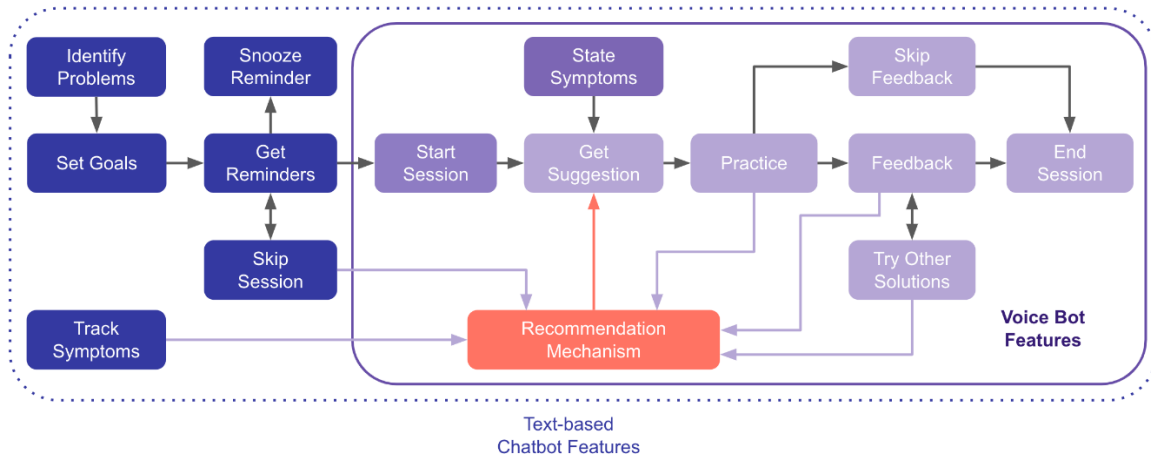 Identify
Problems
Snooze
Reminder
State
Symptoms
Skip
Feedback
Set Goals
Get
Reminders
Start
Session
Get
Suggestion
Practice
Feedback
End
Session
Skip
Session
Try Other
Solutions
Track
Symptoms
Recommendation
Mechanism
Voice Bot
Features
Text-based
Chatbot Features